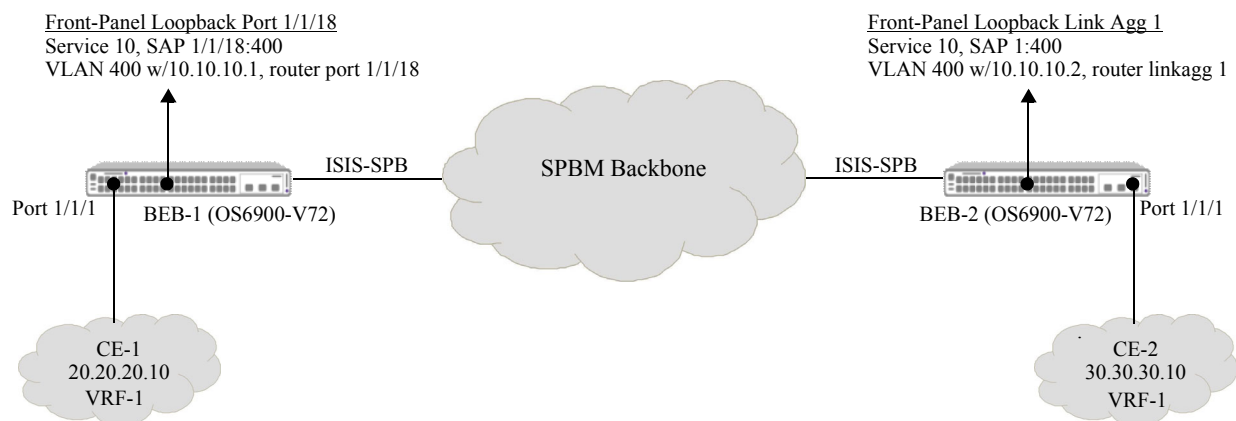 Front-Panel Loopback Port 1/1/18
Service 10, SAP 1/1/18:400
VLAN 400 w/10.10.10.1, router port 1/1/18
Front-Panel Loopback Link Agg 1
Service 10, SAP 1:400
VLAN 400 w/10.10.10.2, router linkagg 1
ISIS-SPB
SPBM Backbone
ISIS-SPB
Port 1/1/1
BEB-1 (OS6900-V72)
BEB-2 (OS6900-V72)
Port 1/1/1
CE-1
20.20.20.10
VRF-1
CE-2
30.30.30.10
VRF-1